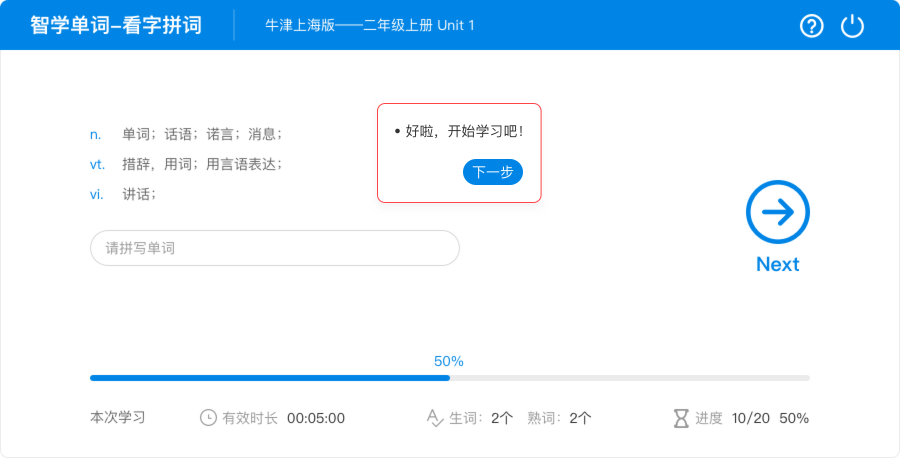 智学单词-看字拼词
牛津上海版——二年级上册 Unit 1
n. 单词；话语；诺言；消息；
vt. 措辞，用词；用言语表达；
vi. 讲话；
• 好啦，开始学习吧！
下一步
请拼写单词
Next
50%
本次学习 有效时长 00:05:00 生词：2个 熟词：2个 进度 10/20 50%